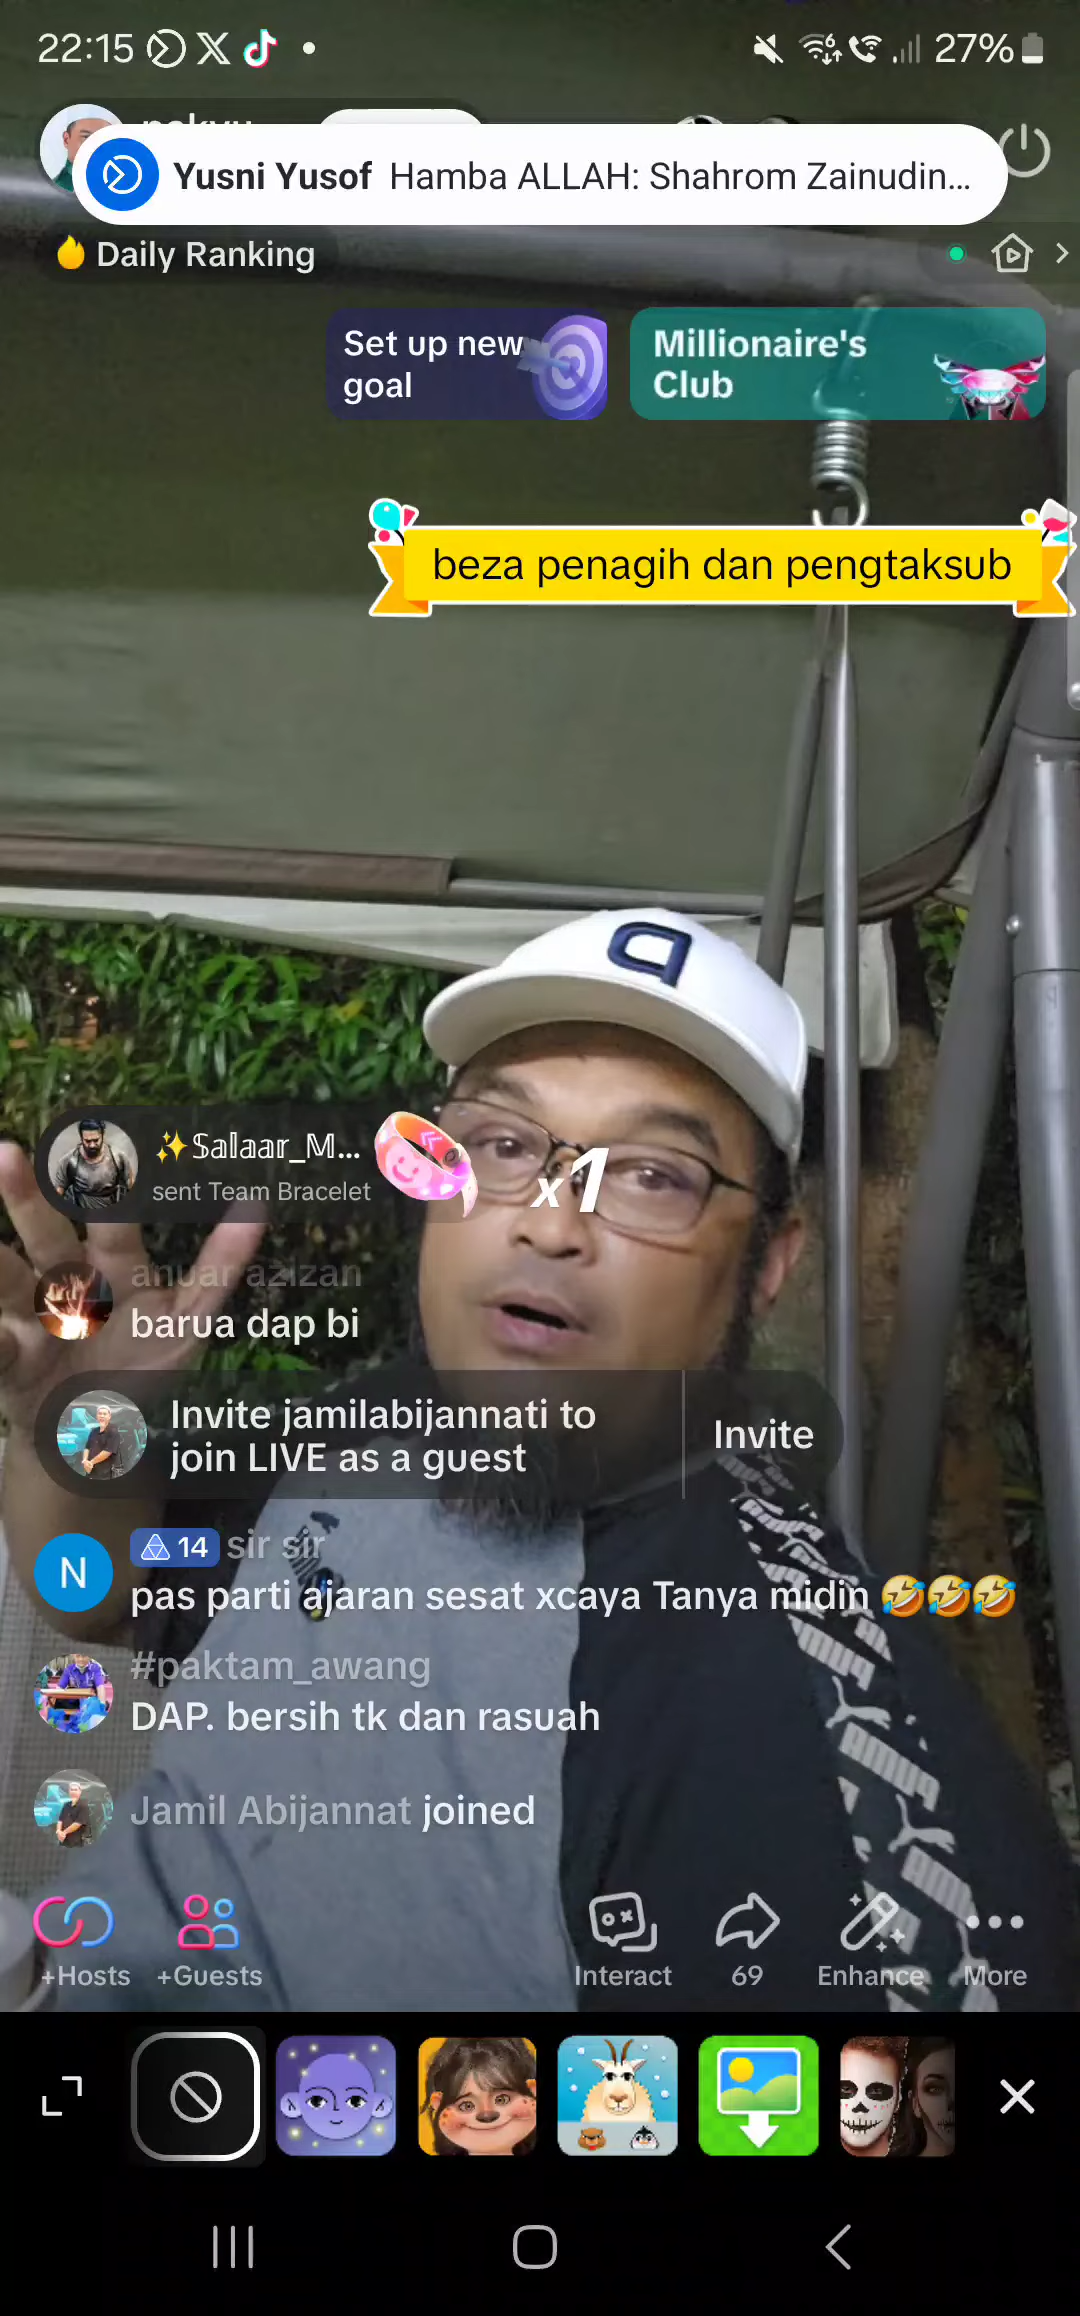 22:15
27%
Yusni Yusof Hamba ALLAH: Shahrom Zainudin...
Daily Ranking
Set up new
goal
Millionaire's
Club
beza penagih dan pengtaksub
✨𝕊𝕒𝕝𝕒𝕒𝕣_𝕄...
sent Team Bracelet
x1
anuar azizan
barua dap bi
Invite jamilabijannati to
join LIVE as a guest
Invite
N
14 sir sir
pas parti ajaran sesat xcaya Tanya midin 🤣🤣🤣
#paktam_awang
DAP. bersih tk dan rasuah
Jamil Abijannat joined
+Hosts
+Guests
Interact
69
Enhance
More